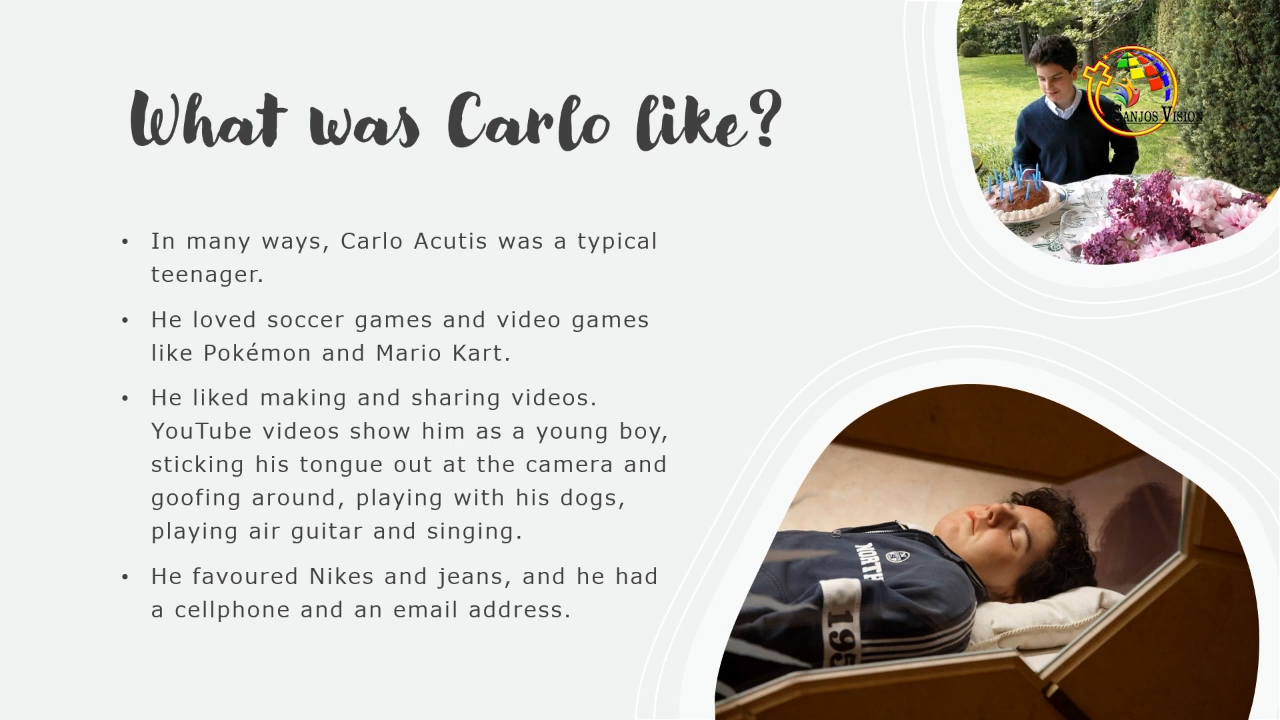 What was Carlo like?
SANJOS VISION
• In many ways, Carlo Acutis was a typical
teenager.
• He loved soccer games and video games
like Pokémon and Mario Kart.
• He liked making and sharing videos.
YouTube videos show him as a young boy,
sticking his tongue out at the camera and
goofing around, playing with his dogs,
playing air guitar and singing.
• He favoured Nikes and jeans, and he had
a cellphone and an email address.
NORTE
195